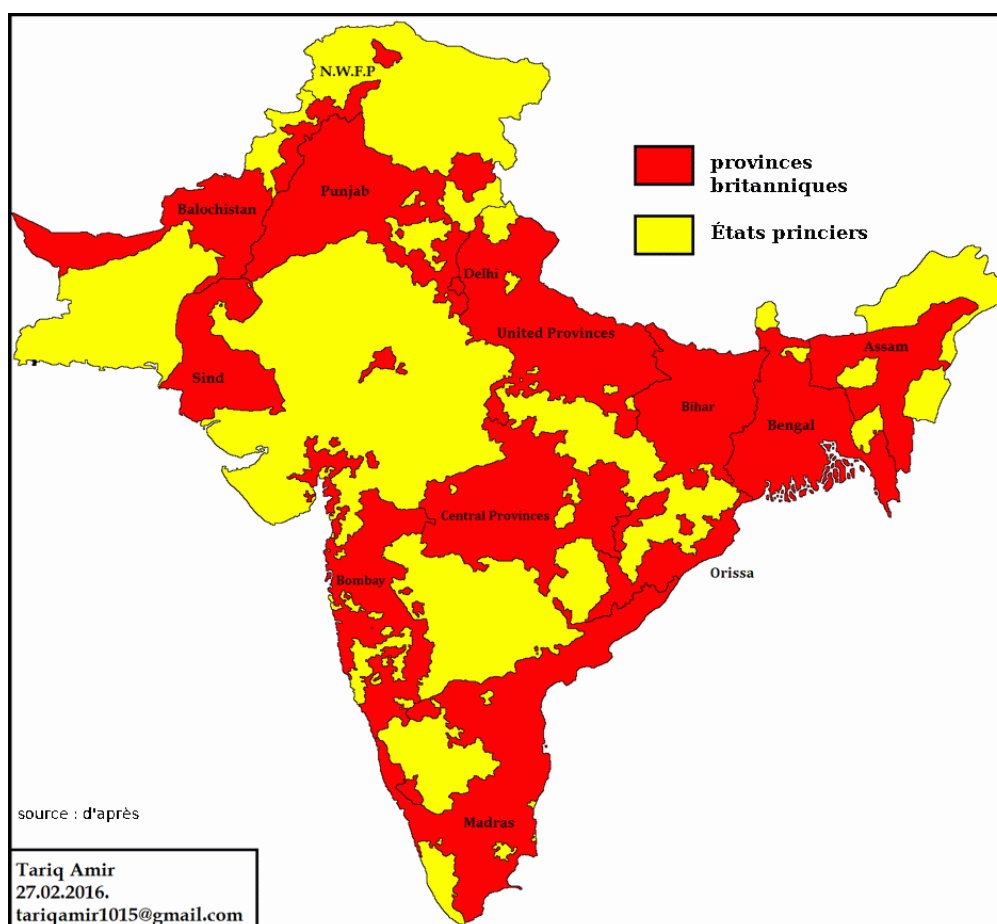 N.W.F.P
provinces
britanniques
Punjab
Balochistan
États princiers
Delhi
United Provinces
Assam
Sind
Bihar
Bengal
Central Provinces
Orissa
Bombay
source : d'après
Madras
Tariq Amir
27.02.2016.
tariqamir1015@gmail.com